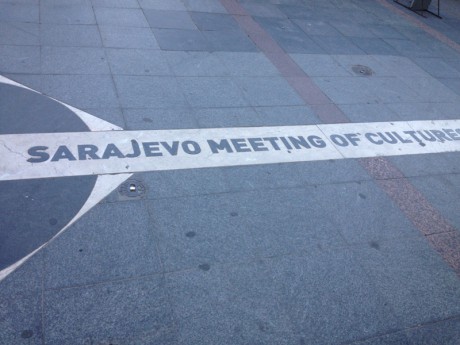 SARAJEVO MEETING OF CULTURES